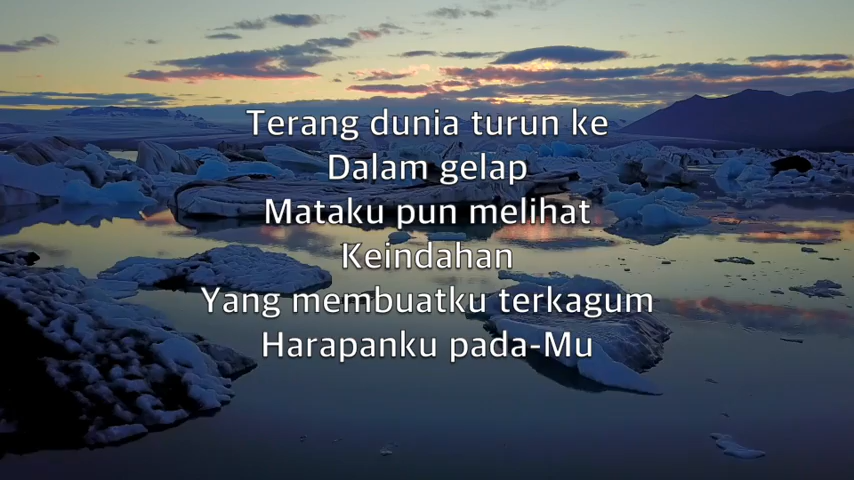 Terang dunia turun ke
Dalam gelap
Mataku pun melihat
Keindahan
Yang membuatku terkagum
Harapanku pada-Mu